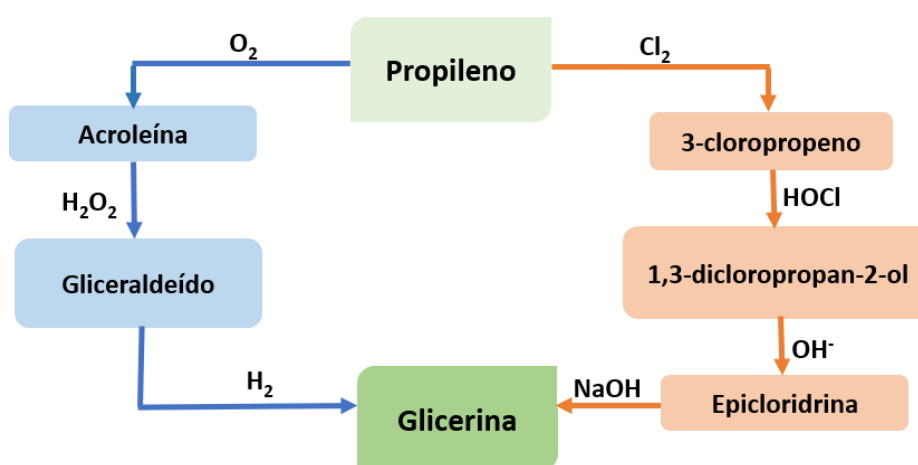 O₂
Propileno
Cl₂
Acroleína
3-cloropropeno
H₂O₂
HOCl
Gliceraldeído
1,3-dicloropropan-2-ol
OH⁻
H₂
Glicerina
NaOH
Epicloridrina